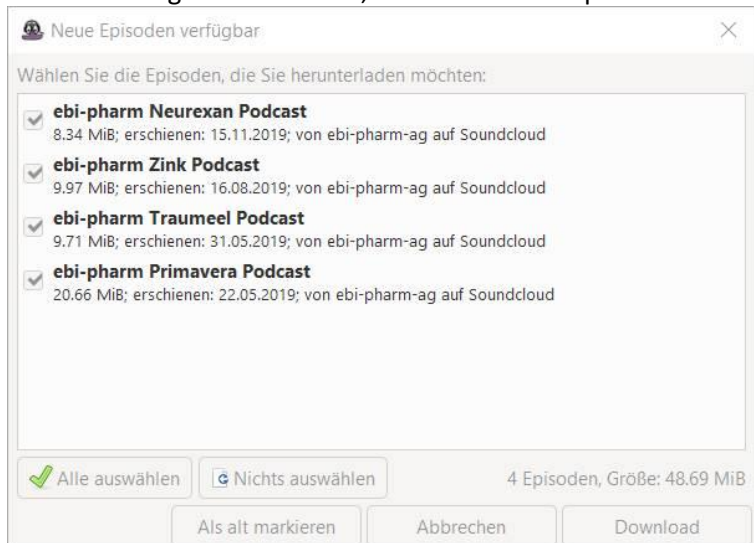 Neue Episoden verfügbar
Wählen Sie die Episoden, die Sie herunterladen möchten:
ebi-pharm Neurexan Podcast
8.34 MiB; erschienen: 15.11.2019; von ebi-pharm-ag auf Soundcloud
ebi-pharm Zink Podcast
9.97 MiB; erschienen: 16.08.2019; von ebi-pharm-ag auf Soundcloud
ebi-pharm Traumeel Podcast
9.71 MiB; erschienen: 31.05.2019; von ebi-pharm-ag auf Soundcloud
ebi-pharm Primavera Podcast
20.66 MiB; erschienen: 22.05.2019; von ebi-pharm-ag auf Soundcloud
Alle auswählen Nichts auswählen 4 Episoden, Größe: 48.69 MiB
Als alt markieren Abbrechen Download